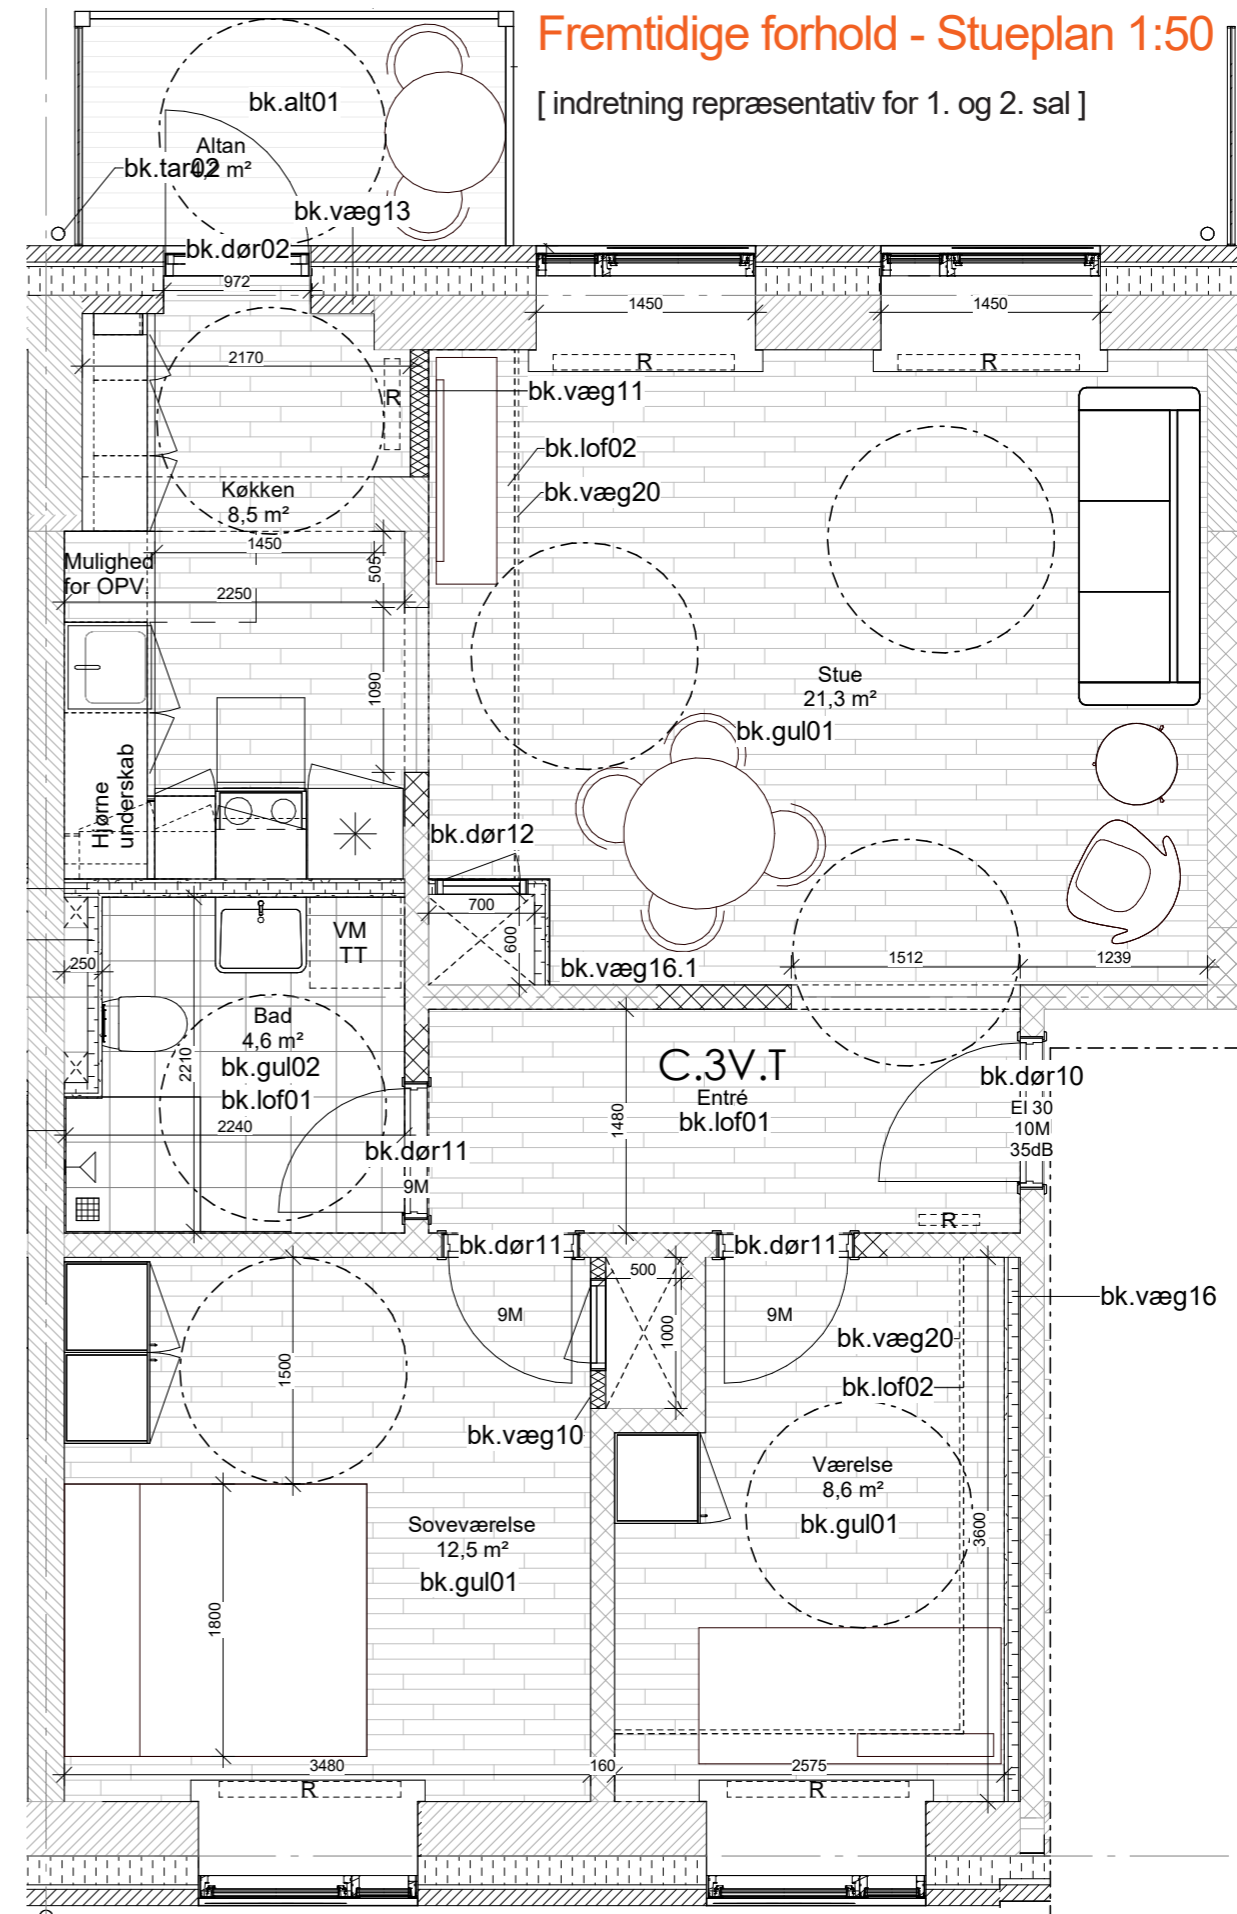 Fremtidige forhold - Stueplan 1:50
[ indretning repræsentativ for 1. og 2. sal ]
bk.alt01
Altan
4,2 m²
bk.tar02
bk.væg13
bk.dør02
972
1450
1450
2170
R
R
R
bk.væg11
bk.lof02
bk.væg20
Køkken
8,5 m²
1450
Mulighed
for OPV.
505
2250
1090
Stue
21,3 m²
bk.gul01
Hjørne
underskab
bk.dør12
700
600
VM
TT
250
bk.væg16.1
1512
1239
Bad
4,6 m²
bk.gul02
bk.lof01
2210
2240
C.3V.T
Entré
bk.lof01
1480
bk.dør10
EI 30
10M
35dB
bk.dør11
9M
R
bk.dør11
bk.dør11
500
9M
9M
1000
bk.væg16
bk.væg20
bk.lof02
1500
bk.væg10
Værelse
8,6 m²
bk.gul01
3600
Soveværelse
12,5 m²
bk.gul01
1800
3480
160
2575
R
R